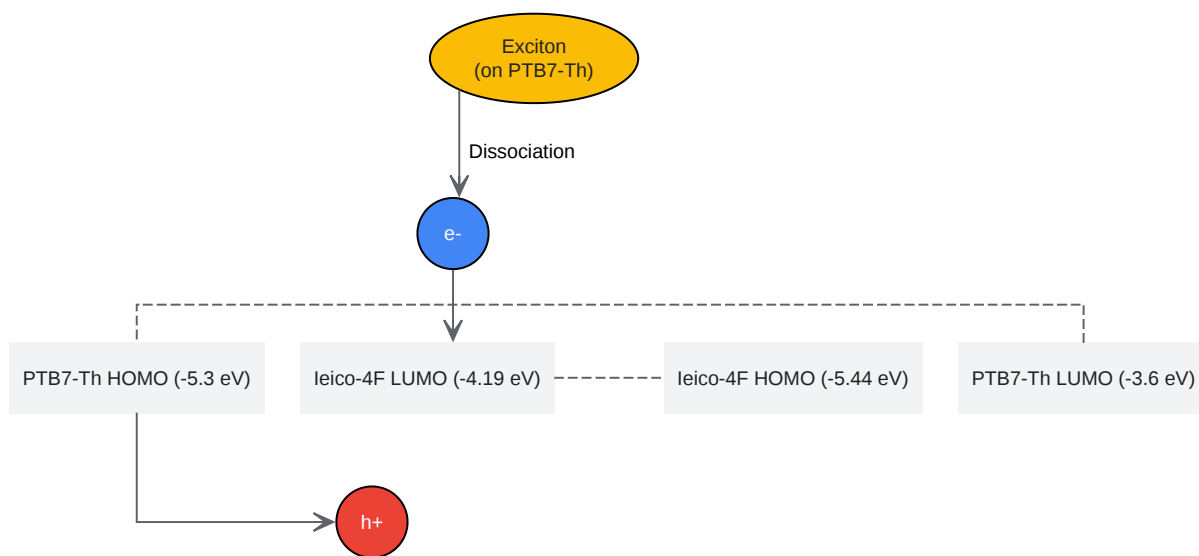 Exciton
(on PTB7-Th)
Dissociation
e-
PTB7-Th HOMO (-5.3 eV)
Ieico-4F LUMO (-4.19 eV)
Ieico-4F HOMO (-5.44 eV)
PTB7-Th LUMO (-3.6 eV)
h+